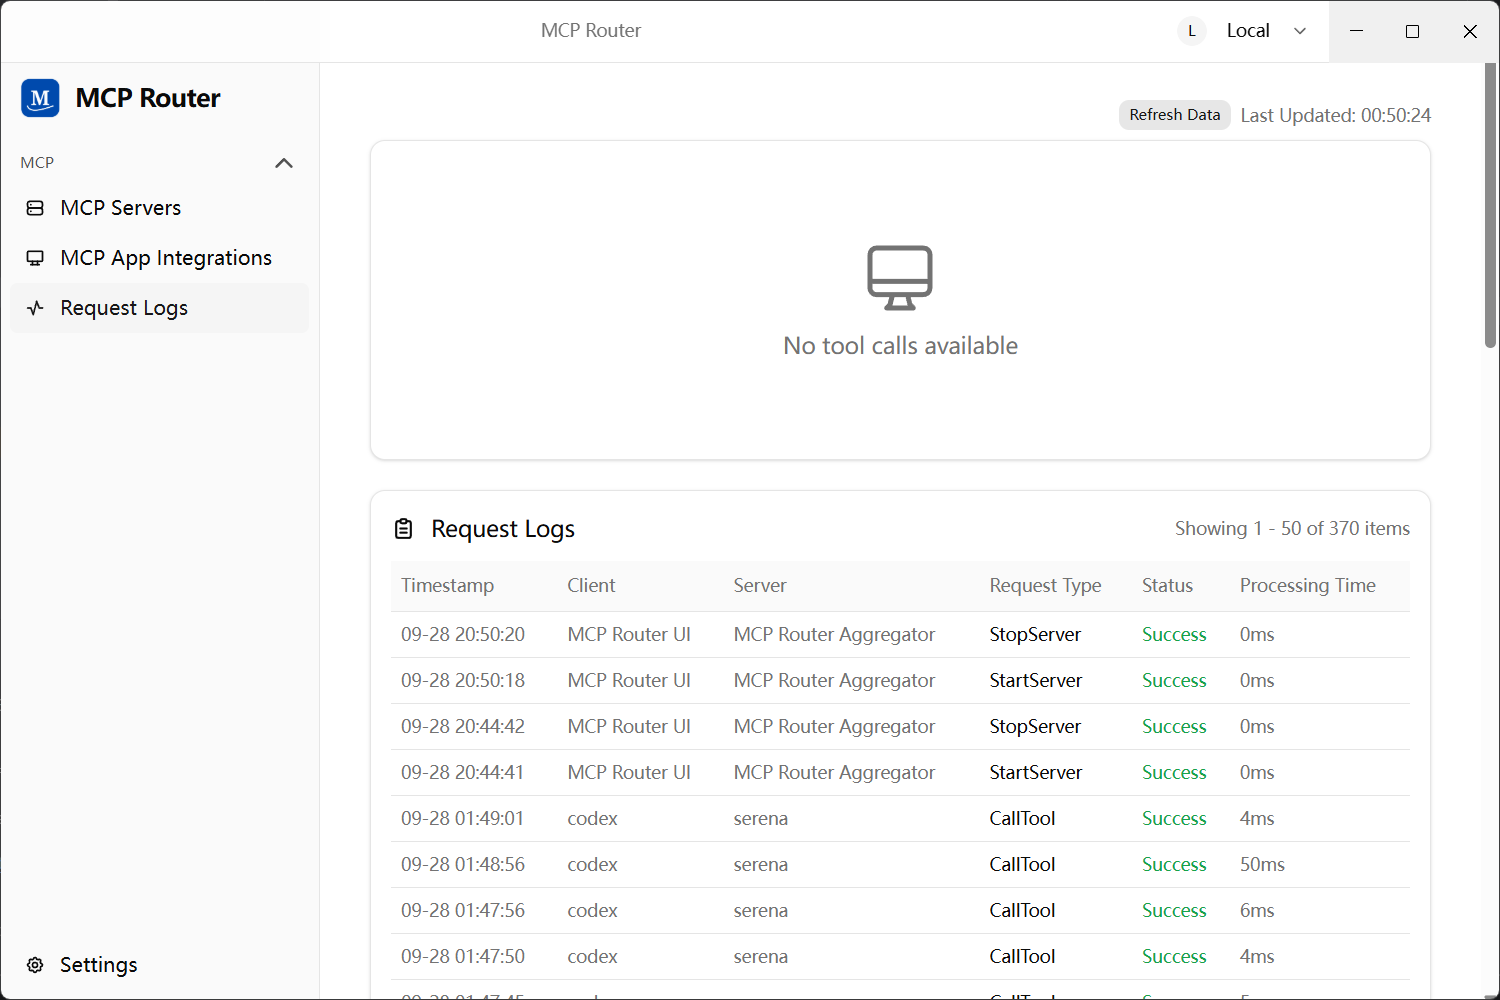 MCP Router
L
Local
M
MCP Router
MCP
MCP Servers
MCP App Integrations
Request Logs
Settings
Refresh Data
Last Updated: 00:50:24
No tool calls available
Request Logs
Showing 1 - 50 of 370 items
Timestamp Client Server Request Type Status Processing Time
09-28 20:50:20 MCP Router UI MCP Router Aggregator StopServer Success 0ms
09-28 20:50:18 MCP Router UI MCP Router Aggregator StartServer Success 0ms
09-28 20:44:42 MCP Router UI MCP Router Aggregator StopServer Success 0ms
09-28 20:44:41 MCP Router UI MCP Router Aggregator StartServer Success 0ms
09-28 01:49:01 codex serena CallTool Success 4ms
09-28 01:48:56 codex serena CallTool Success 50ms
09-28 01:47:56 codex serena CallTool Success 6ms
09-28 01:47:50 codex serena CallTool Success 4ms